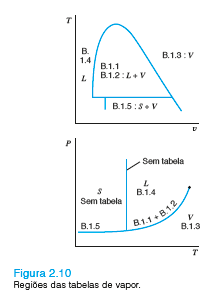 T
B.
1.4
L
B.1.1
B.1.2 : L + V
B.1.3 : V
B.1.5 : S + V
v
P
Sem tabela
S
Sem tabela
L
B.1.4
B.1.1 + B.1.2
B.1.5
V
B.1.3
T
Figura 2.10
Regiões das tabelas de vapor.